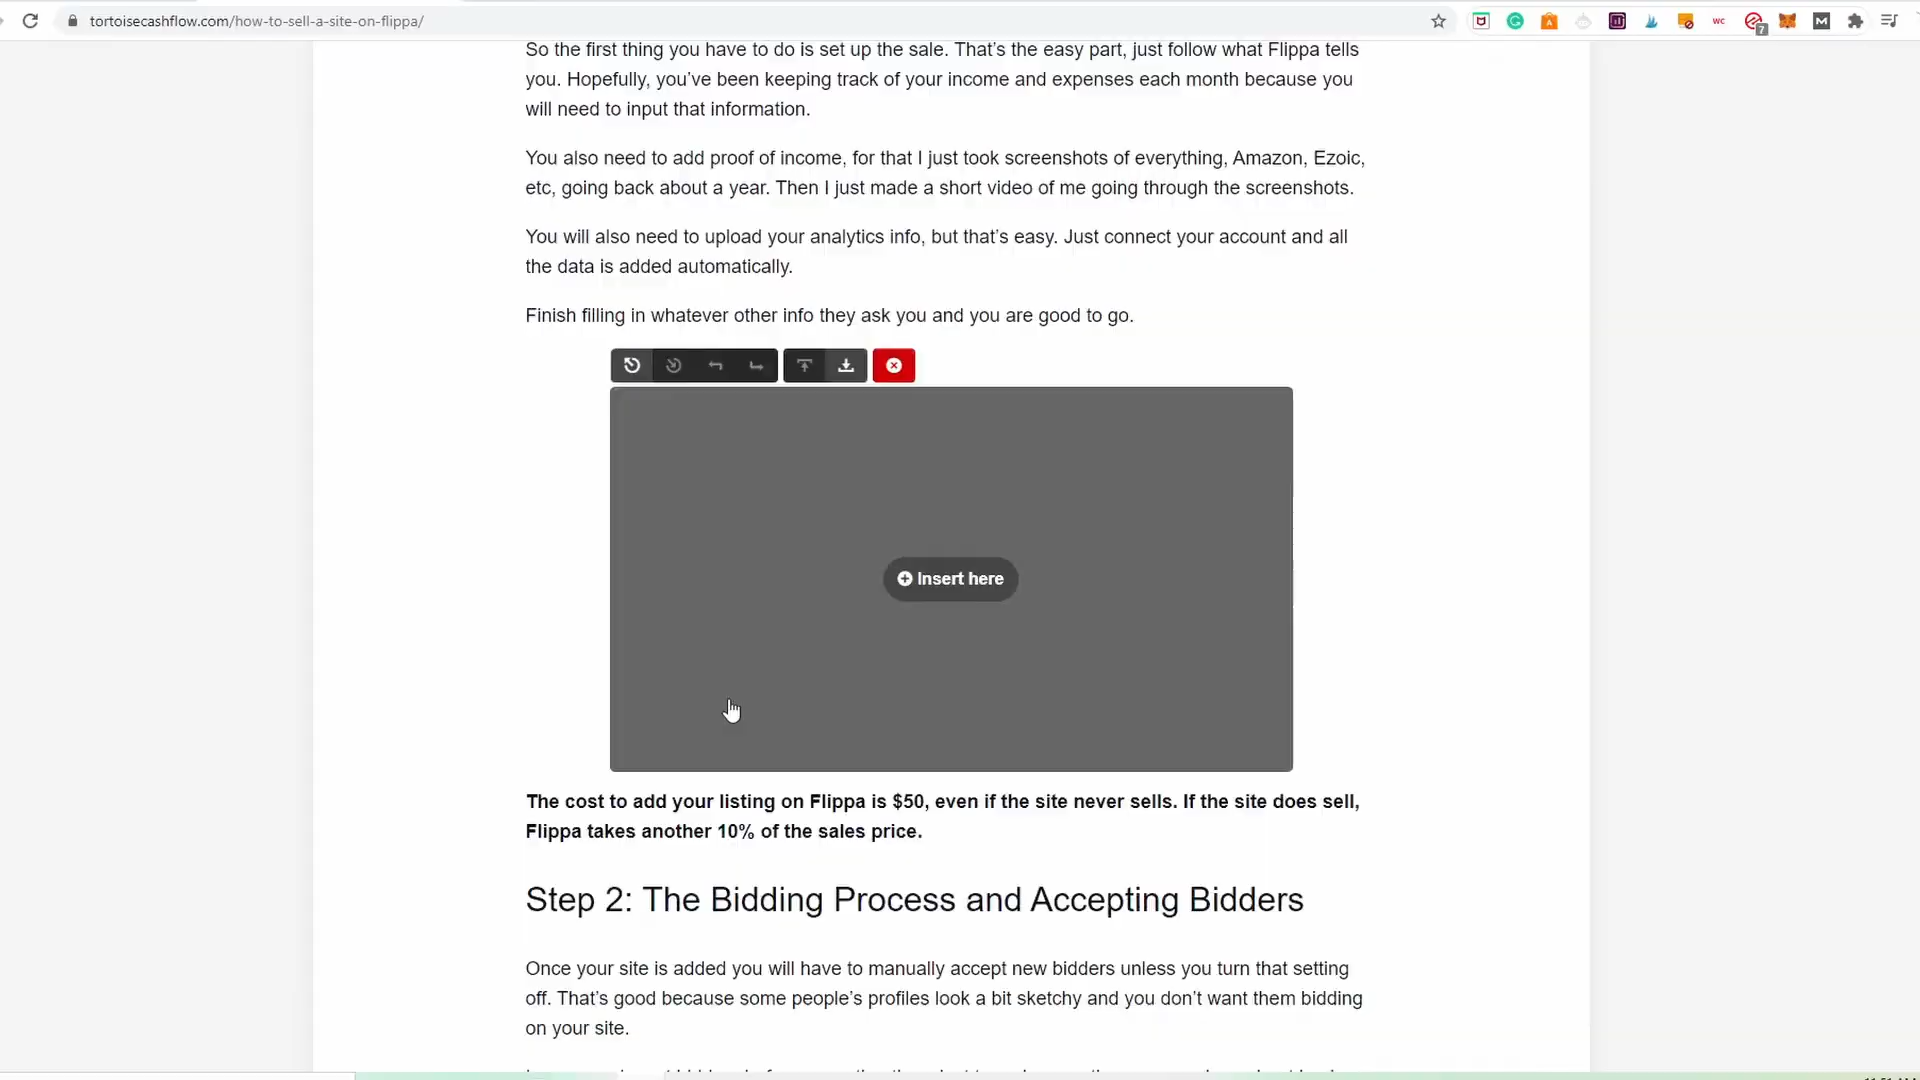 tortoisecashflow.com/how-to-sell-a-site-on-flippa/
wc
7
M
So the first thing you have to do is set up the sale. That’s the easy part, just follow what Flippa tells
you. Hopefully, you’ve been keeping track of your income and expenses each month because you
will need to input that information.
You also need to add proof of income, for that I just took screenshots of everything, Amazon, Ezoic,
etc, going back about a year. Then I just made a short video of me going through the screenshots.
You will also need to upload your analytics info, but that’s easy. Just connect your account and all
the data is added automatically.
Finish filling in whatever other info they ask you and you are good to go.
Insert here
The cost to add your listing on Flippa is $50, even if the site never sells. If the site does sell,
Flippa takes another 10% of the sales price.
Step 2: The Bidding Process and Accepting Bidders
Once your site is added you will have to manually accept new bidders unless you turn that setting
off. That’s good because some people’s profiles look a bit sketchy and you don’t want them bidding
on your site.